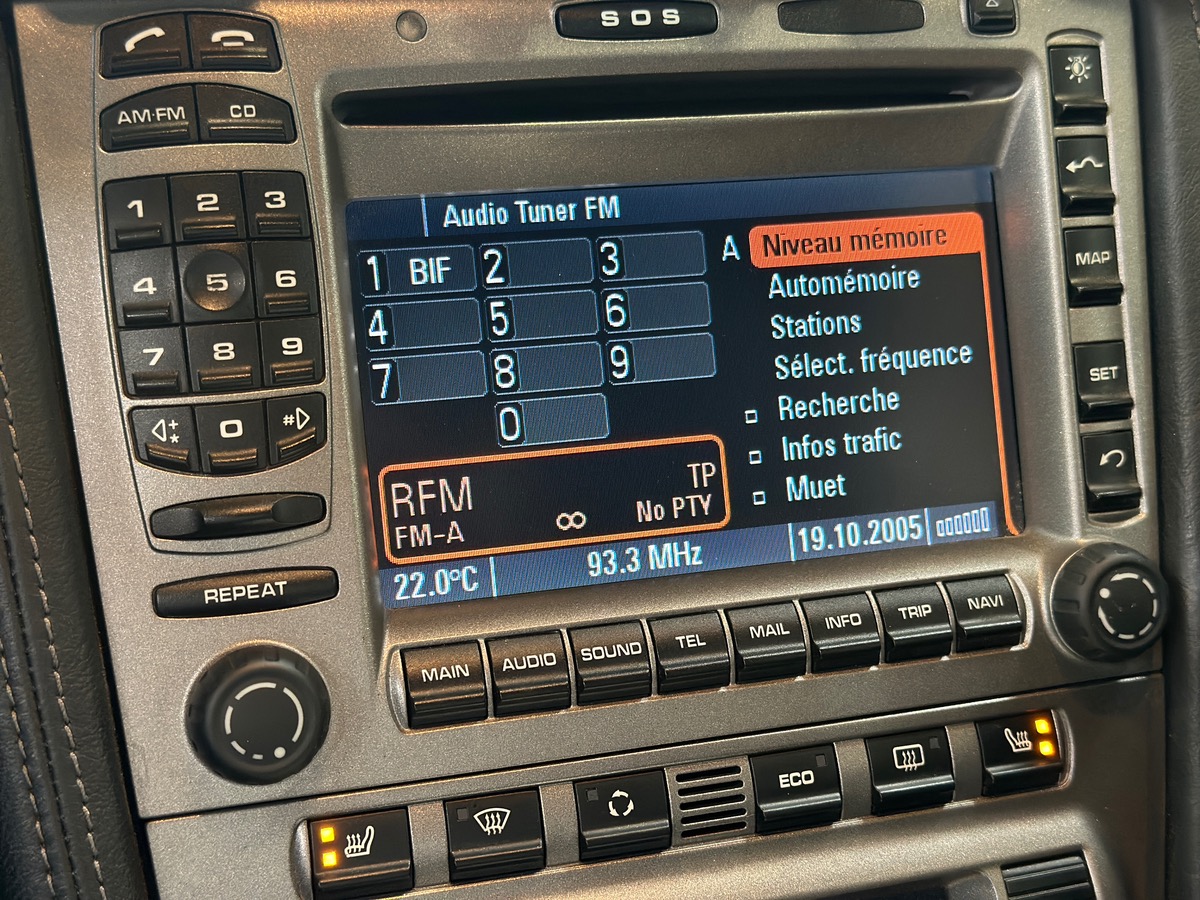 SOS
AM·FM CD
1 2 3
4 5 6
7 8 9
* 0 #
REPEAT
Audio Tuner FM
1 BIF 2 3
4 5 6
7 8 9
0
A Niveau mémoire
Automémoire
Stations
Sélect. fréquence
Recherche
Infos trafic
Muet
RFM TP
FM-A ∞ No PTY
22.0°C 93.3 MHz 19.10.2005
MAP
SET
MAIN AUDIO SOUND TEL MAIL INFO TRIP NAVI
ECO